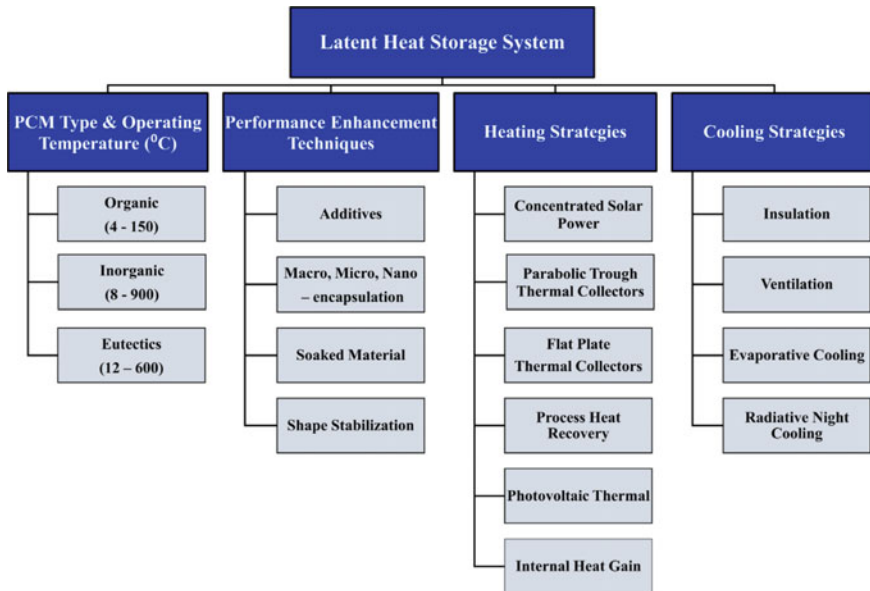 Latent Heat Storage System
PCM Type & Operating
Temperature (⁰C)
Organic
(4 - 150)
Inorganic
(8 - 900)
Eutectics
(12 – 600)
Performance Enhancement
Techniques
Additives
Macro, Micro, Nano
– encapsulation
Soaked Material
Shape Stabilization
Heating Strategies
Concentrated Solar
Power
Parabolic Trough
Thermal Collectors
Flat Plate
Thermal Collectors
Process Heat
Recovery
Photovoltaic Thermal
Internal Heat Gain
Cooling Strategies
Insulation
Ventilation
Evaporative Cooling
Radiative Night
Cooling